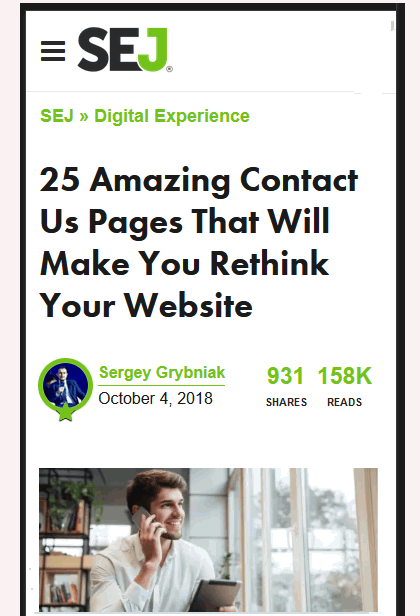 SEJ®
SEJ » Digital Experience
25 Amazing Contact
Us Pages That Will
Make You Rethink
Your Website
Sergey Grybniak
October 4, 2018
931
SHARES
158K
READS